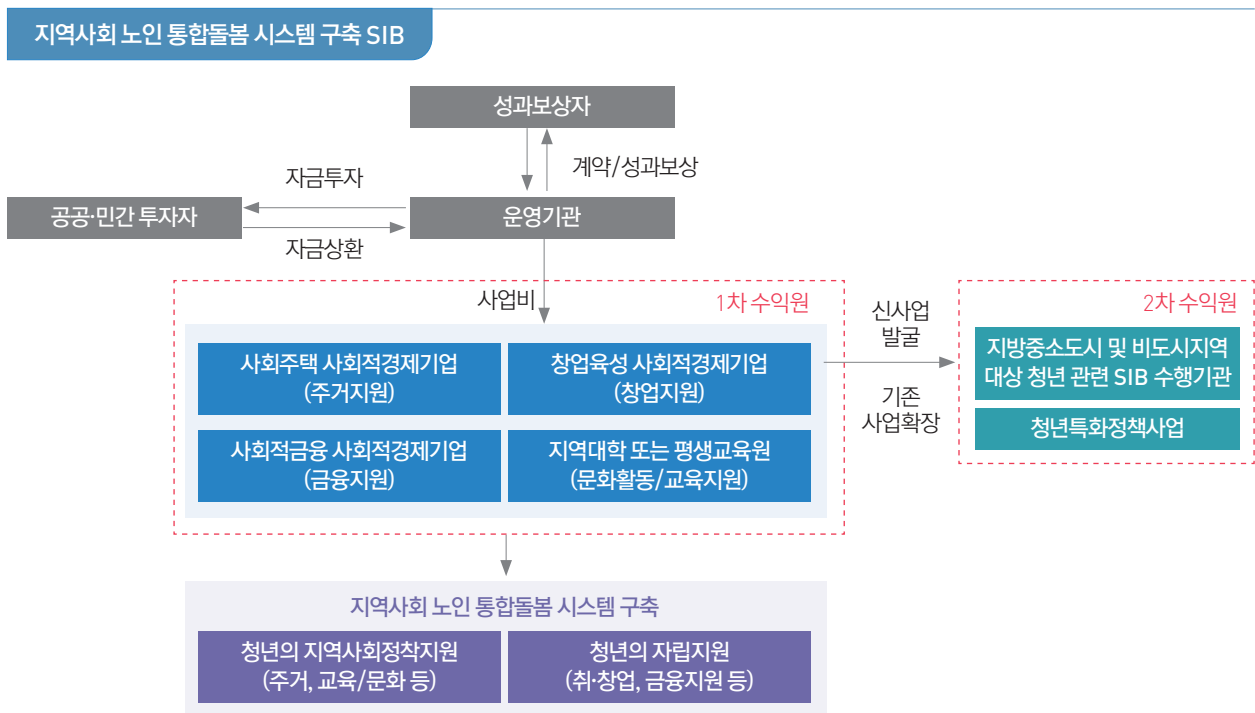 지역사회 노인 통합돌봄 시스템 구축 SIB
성과보상자
계약/성과보상
자금투자
공공·민간 투자자
운영기관
자금상환
사업비
1차 수익원
사회주택 사회적경제기업
(주거지원)
창업육성 사회적경제기업
(창업지원)
사회적금융 사회적경제기업
(금융지원)
지역대학 또는 평생교육원
(문화활동/교육지원)
신사업
발굴
기존
사업확장
2차 수익원
지방중소도시 및 비도시지역
대상 청년 관련 SIB 수행기관
청년특화정책사업
지역사회 노인 통합돌봄 시스템 구축
청년의 지역사회정착지원
(주거, 교육/문화 등)
청년의 자립지원
(취·창업, 금융지원 등)